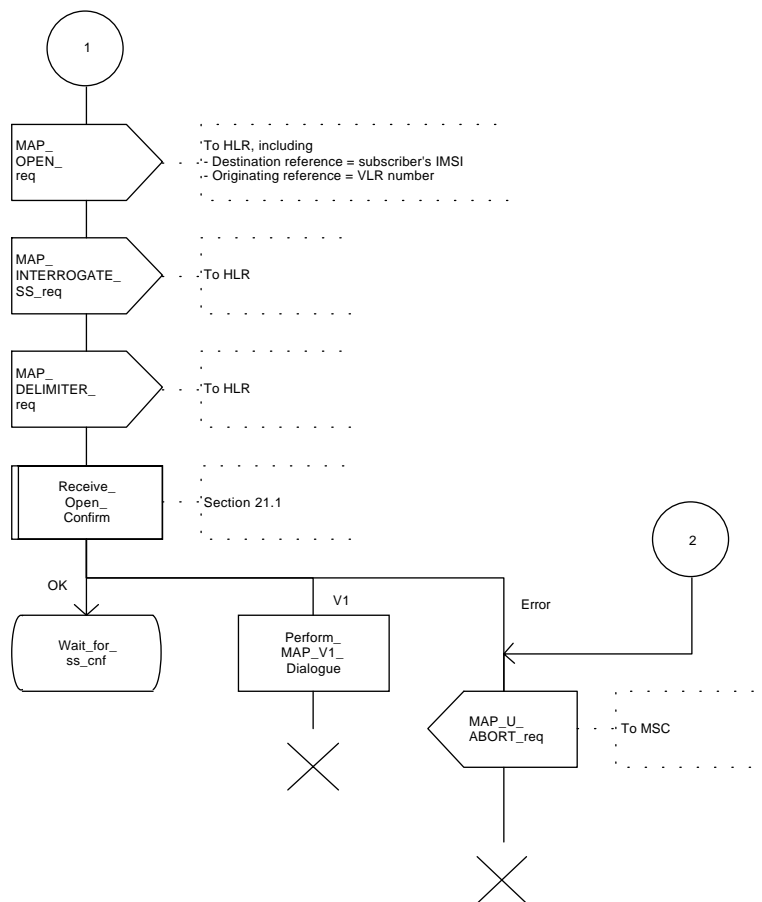 1
MAP_
OPEN_
req
To HLR, including
- Destination reference = subscriber's IMSI
- Originating reference = VLR number
MAP_
INTERROGATE_
SS_req
To HLR
MAP_
DELIMITER_
req
To HLR
Receive_
Open_
Confirm
Section 21.1
2
OK
V1
Error
Wait_for_
ss_cnf
Perform_
MAP_V1_
Dialogue
MAP_U_
ABORT_req
To MSC